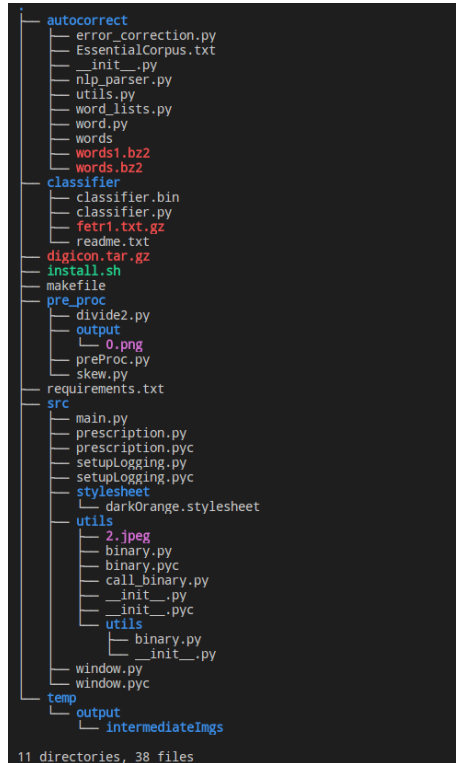 .
├── autocorrect
│   ├── error_correction.py
│   ├── EssentialCorpus.txt
│   ├── __init__.py
│   ├── nlp_parser.py
│   ├── utils.py
│   ├── word_lists.py
│   ├── word.py
│   ├── words
│   ├── words1.bz2
│   └── words.bz2
├── classifier
│   ├── classifier.bin
│   ├── classifier.py
│   ├── fetr1.txt.gz
│   └── readme.txt
├── digicon.tar.gz
├── install.sh
├── makefile
├── pre_proc
│   ├── divide2.py
│   ├── output
│   │   └── 0.png
│   ├── preProc.py
│   └── skew.py
├── requirements.txt
├── src
│   ├── main.py
│   ├── prescription.py
│   ├── prescription.pyc
│   ├── setupLogging.py
│   ├── setupLogging.pyc
│   ├── stylesheet
│   │   └── darkOrange.stylesheet
│   ├── utils
│   │   ├── 2.jpeg
│   │   ├── binary.py
│   │   ├── binary.pyc
│   │   ├── call_binary.py
│   │   ├── __init__.py
│   │   ├── __init__.pyc
│   │   └── utils
│   │       ├── binary.py
│   │       └── __init__.py
│   ├── window.py
│   └── window.pyc
└── temp
    └── output
        └── intermediateImgs

11 directories, 38 files